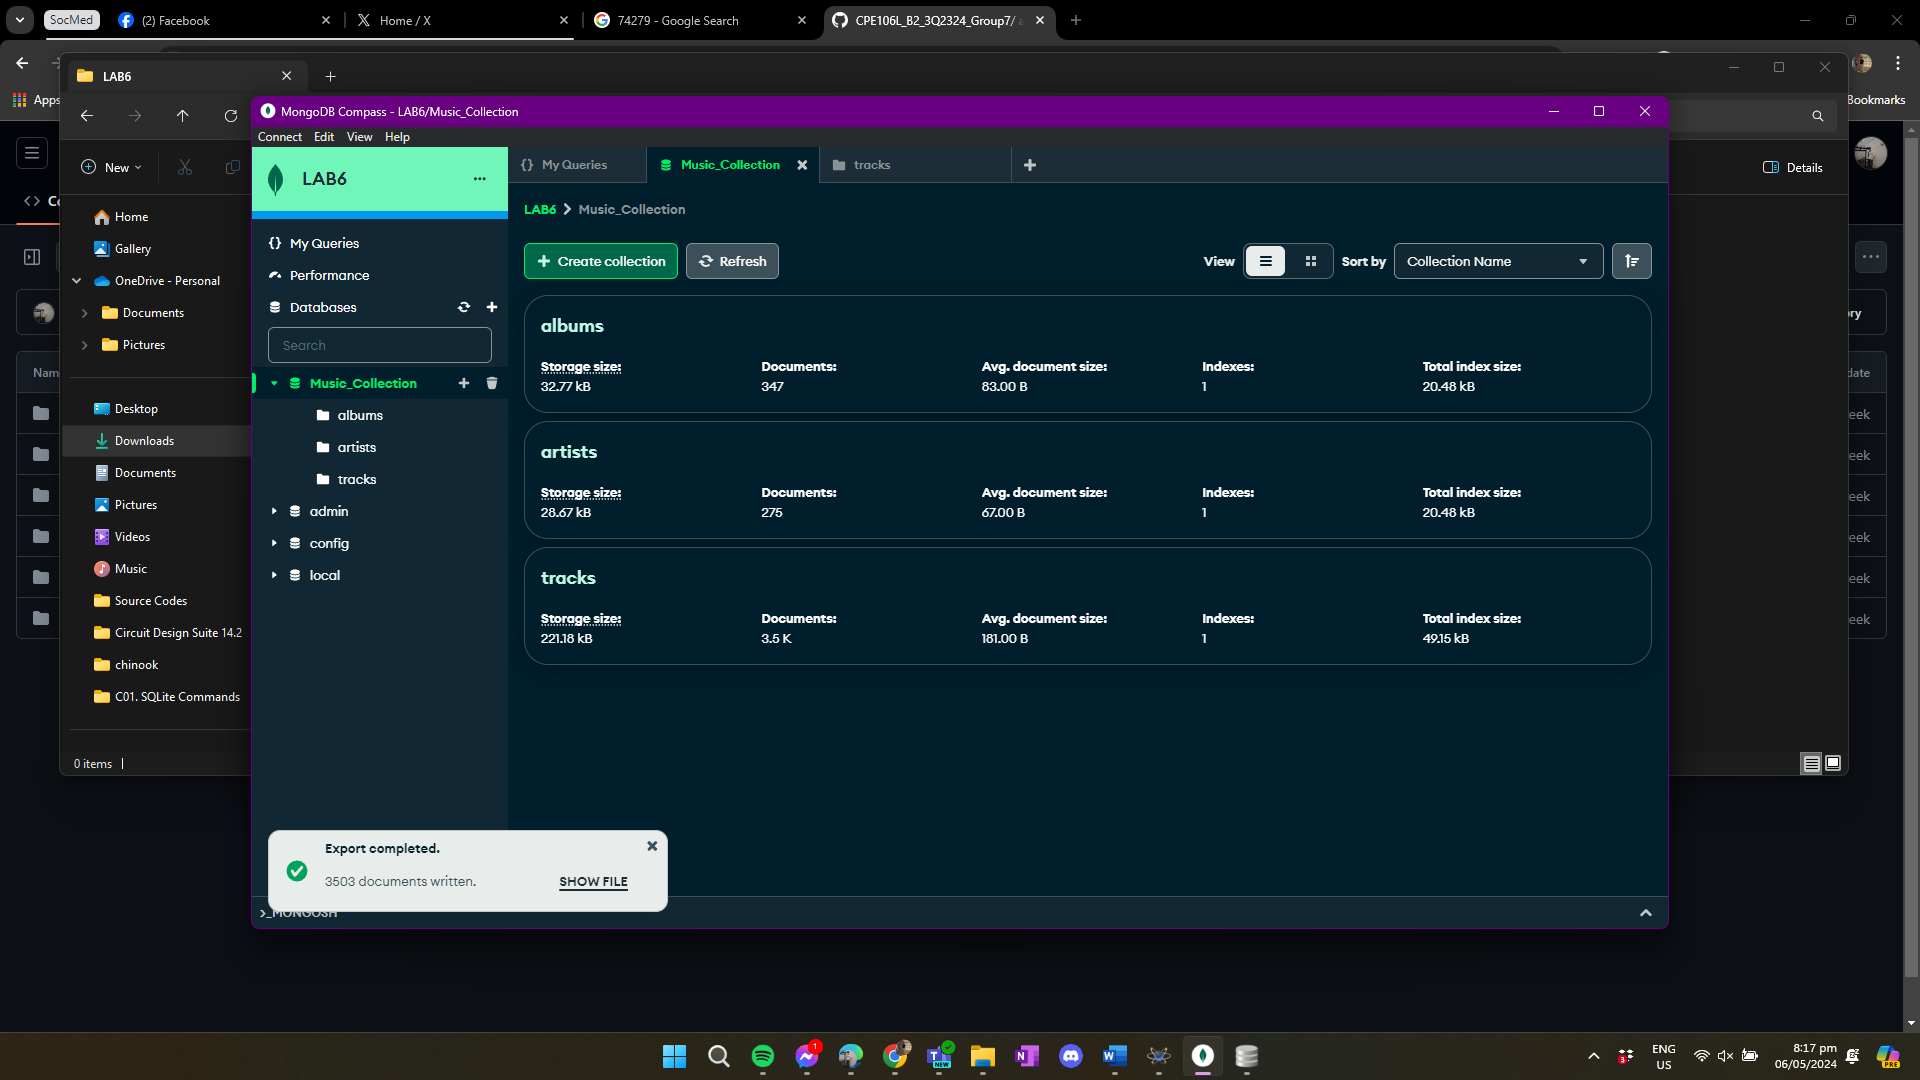 SocMed
(2) Facebook
Home / X
74279 - Google Search
CPE106L_B2_3Q2324_Group7/
Apps
Bookmarks
LAB6
New
Details
Home
Gallery
OneDrive - Personal
Documents
Pictures
Desktop
Downloads
Documents
Pictures
Videos
Music
Source Codes
Circuit Design Suite 14.2
chinook
C01. SQLite Commands
0 items
MongoDB Compass - LAB6/Music_Collection
Connect Edit View Help
LAB6
{} My Queries
Performance
Databases
Search
Music_Collection
albums
artists
tracks
admin
config
local
{} My Queries
Music_Collection
tracks
LAB6 > Music_Collection
+ Create collection
Refresh
View
Sort by
Collection Name
albums
Storage size: Documents: Avg. document size: Indexes: Total index size:
32.77 kB 347 83.00 B 1 20.48 kB
artists
Storage size: Documents: Avg. document size: Indexes: Total index size:
28.67 kB 275 67.00 B 1 20.48 kB
tracks
Storage size: Documents: Avg. document size: Indexes: Total index size:
221.18 kB 3.5 K 181.00 B 1 49.15 kB
Export completed.
3503 documents written.
SHOW FILE
>_MONGOSH
1
NEW
3
ENG
US
8:17 pm
06/05/2024
PRE